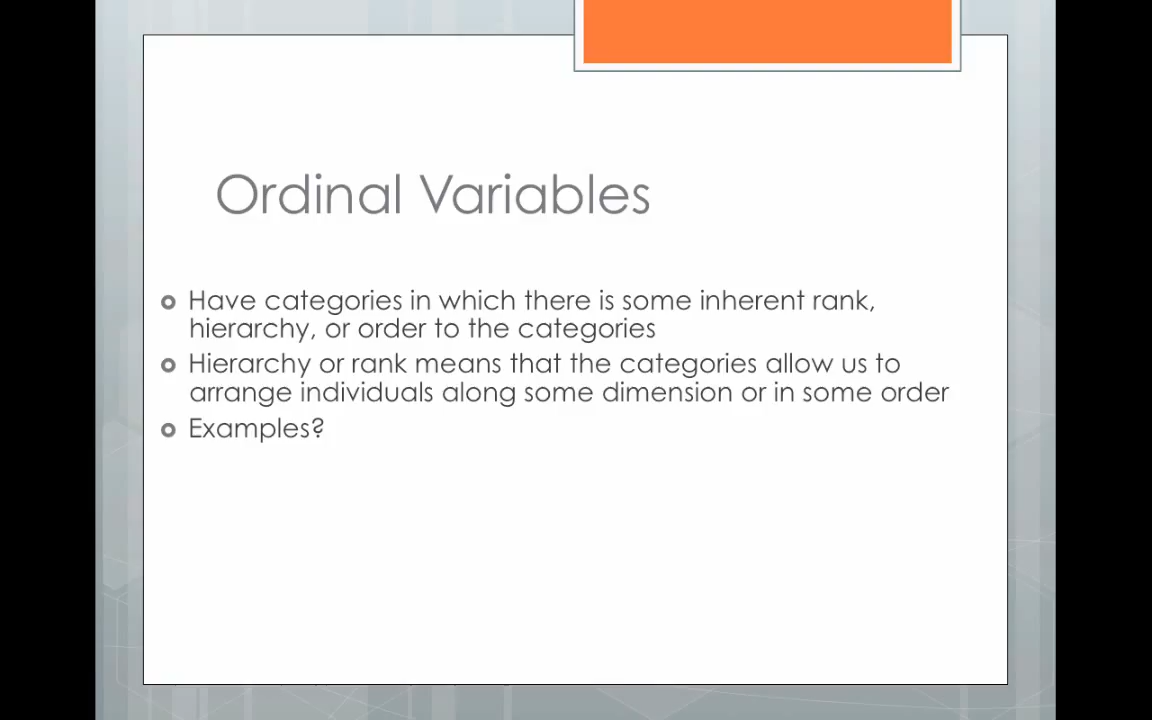 Ordinal Variables
Have categories in which there is some inherent rank,
hierarchy, or order to the categories
Hierarchy or rank means that the categories allow us to
arrange individuals along some dimension or in some order
Examples?